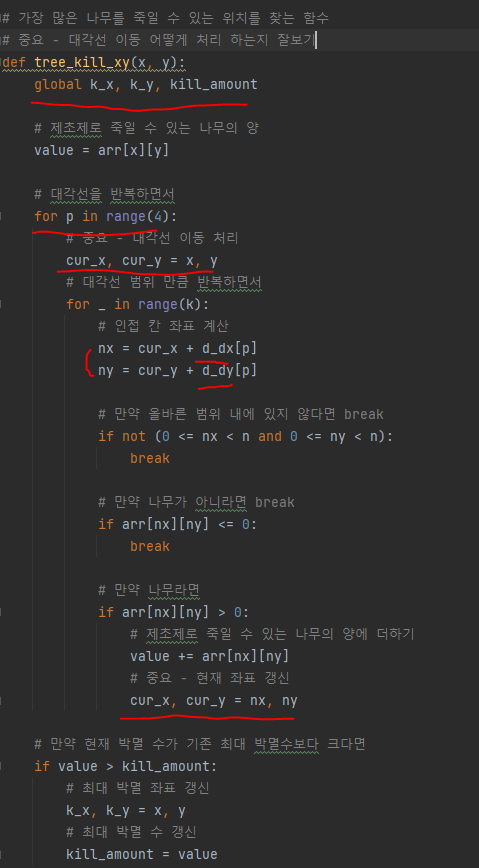 # 가장 많은 나무를 죽일 수 있는 위치를 찾는 함수
# 중요 - 대각선 이동 어떻게 처리 하는지 잘보기
def tree_kill_xy(x, y):
global k_x, k_y, kill_amount
# 제초제로 죽일 수 있는 나무의 양
value = arr[x][y]
# 대각선을 반복하면서
for p in range(4):
# 중요 - 대각선 이동 처리
cur_x, cur_y = x, y
# 대각선 범위 만큼 반복하면서
for _ in range(k):
# 인접 칸 좌표 계산
nx = cur_x + d_dx[p]
ny = cur_y + d_dy[p]
# 만약 올바른 범위 내에 있지 않다면 break
if not (0 <= nx < n and 0 <= ny < n):
break
# 만약 나무가 아니라면 break
if arr[nx][ny] <= 0:
break
# 만약 나무라면
if arr[nx][ny] > 0:
# 제초제로 죽일 수 있는 나무의 양에 더하기
value += arr[nx][ny]
# 중요 - 현재 좌표 갱신
cur_x, cur_y = nx, ny
# 만약 현재 박멸 수가 기존 최대 박멸수보다 크다면
if value > kill_amount:
# 최대 박멸 좌표 갱신
k_x, k_y = x, y
# 최대 박멸 수 갱신
kill_amount = value